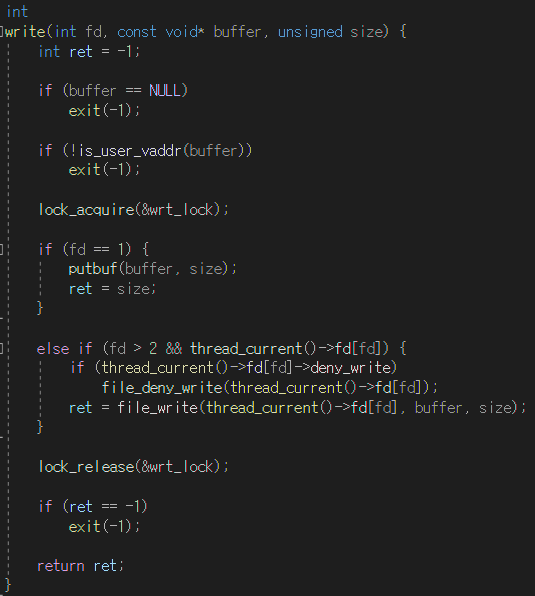 int
write(int fd, const void* buffer, unsigned size) {
    int ret = -1;

    if (buffer == NULL)
        exit(-1);

    if (!is_user_vaddr(buffer))
        exit(-1);

    lock_acquire(&wrt_lock);

    if (fd == 1) {
        putbuf(buffer, size);
        ret = size;
    }

    else if (fd > 2 && thread_current()->fd[fd]) {
        if (thread_current()->fd[fd]->deny_write)
            file_deny_write(thread_current()->fd[fd]);
        ret = file_write(thread_current()->fd[fd], buffer, size);
    }

    lock_release(&wrt_lock);

    if (ret == -1)
        exit(-1);

    return ret;
}